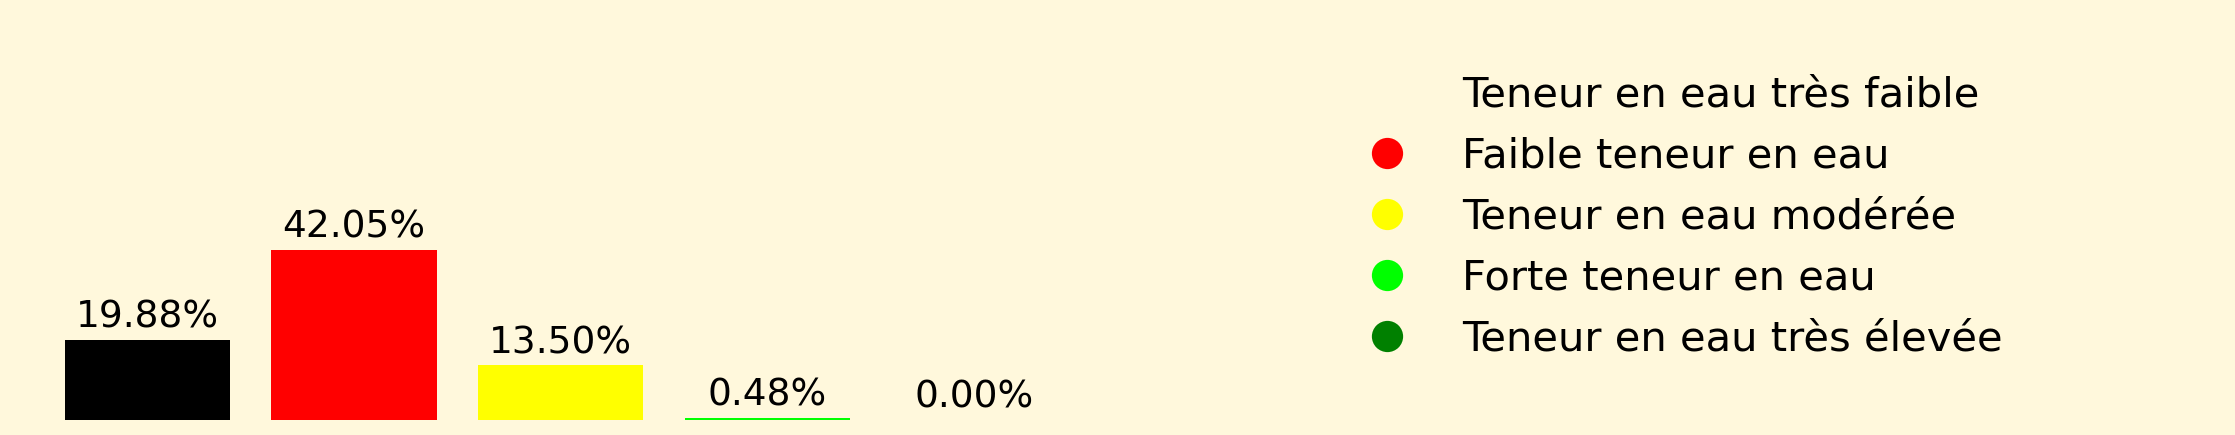 19.88%
42.05%
13.50%
0.48%
0.00%
Teneur en eau très faible
Faible teneur en eau
Teneur en eau modérée
Forte teneur en eau
Teneur en eau très élevée